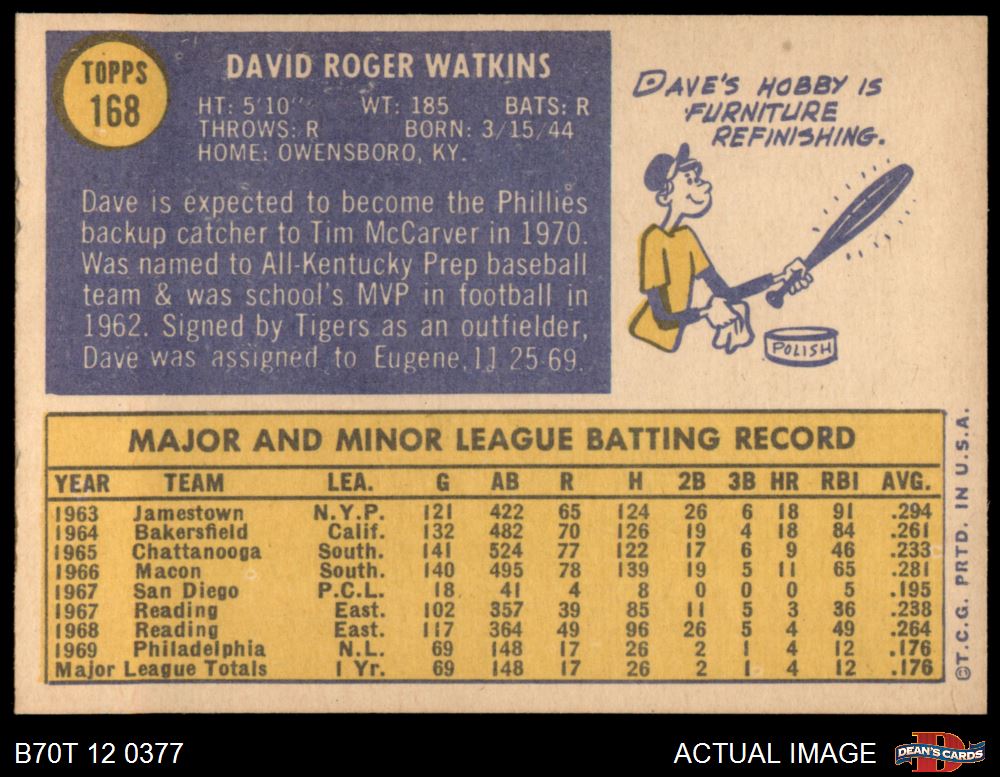 TOPPS
168
DAVID ROGER WATKINS
HT: 5'10" WT: 185 BATS: R
THROWS: R BORN: 3/15/44
HOME: OWENSBORO, KY.
Dave is expected to become the Phillies
backup catcher to Tim McCarver in 1970.
Was named to All-Kentucky Prep baseball
team & was school's MVP in football in
1962. Signed by Tigers as an outfielder,
Dave was assigned to Eugene, 11 25-69.
DAVE'S HOBBY IS
FURNITURE
REFINISHING.
POLISH
MAJOR AND MINOR LEAGUE BATTING RECORD
YEAR TEAM LEA. G AB R H 2B 3B HR RBI AVG.
1963 Jamestown N.Y.P. 121 422 65 124 26 6 18 91 .294
1964 Bakersfield Calif. 132 482 70 126 19 4 18 84 .261
1965 Chattanooga South. 141 524 77 122 17 6 9 46 .233
1966 Macon South. 140 495 78 139 19 5 11 65 .281
1967 San Diego P.C.L. 18 41 4 8 0 0 0 5 .195
1967 Reading East. 102 357 39 85 11 5 3 36 .238
1968 Reading East. 117 364 49 96 26 5 4 49 .264
1969 Philadelphia N.L. 69 148 17 26 2 1 4 12 .176
Major League Totals 1 Yr. 69 148 17 26 2 1 4 12 .176
©T.C.G. PRTD. IN U.S.A.
B70T 12 0377
ACTUAL IMAGE
D
DEAN'S CARDS